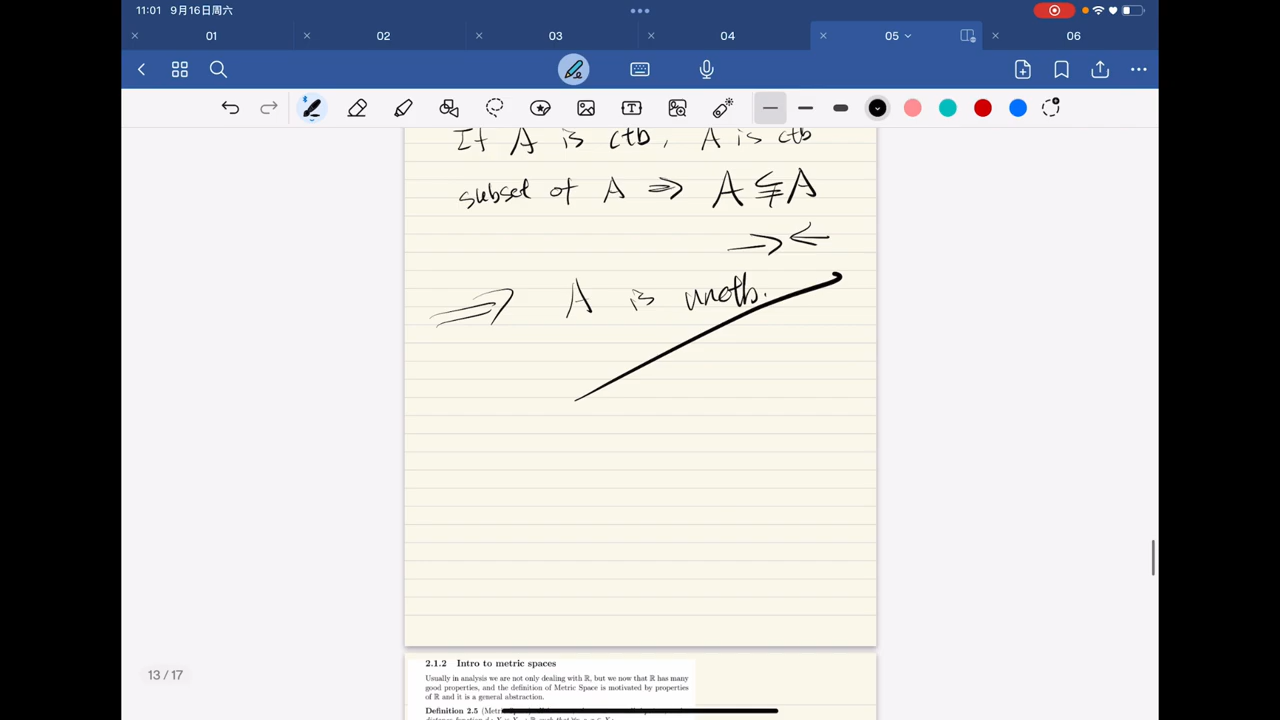 11:01 9月16日周六
01
02
03
04
05
06
If A is ctb, A is ctb
subset of A ⇒ A ⫋ A
→←
⇒ A is unctb.
13 / 17
2.1.2 Intro to metric spaces
Usually in analysis we are not only dealing with ℝ, but we now that ℝ has many
good properties, and the definition of Metric Space is motivated by properties
of ℝ and it is a general abstraction.
Definition 2.5 (Metr